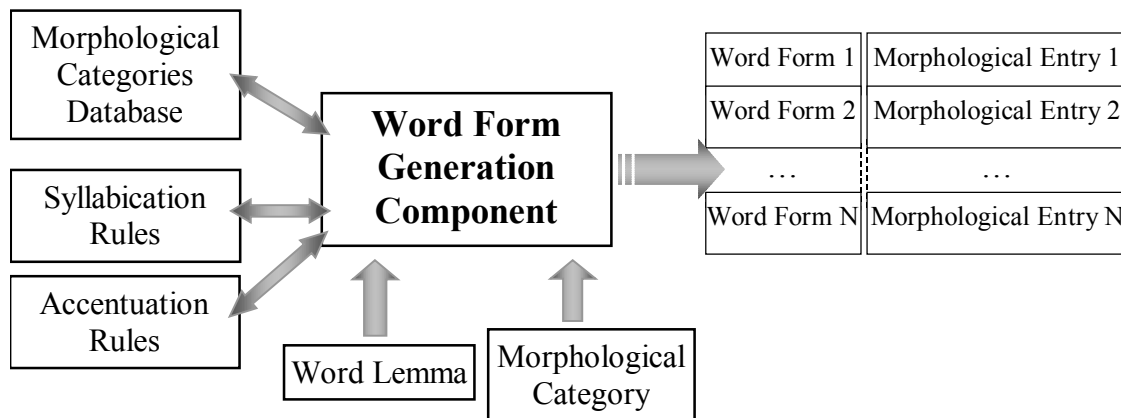 Morphological
Categories
Database
Syllabication
Rules
Accentuation
Rules
Word Form
Generation
Component
Word Lemma
Morphological
Category
Word Form 1 Morphological Entry 1
Word Form 2 Morphological Entry 2
… …
Word Form N Morphological Entry N